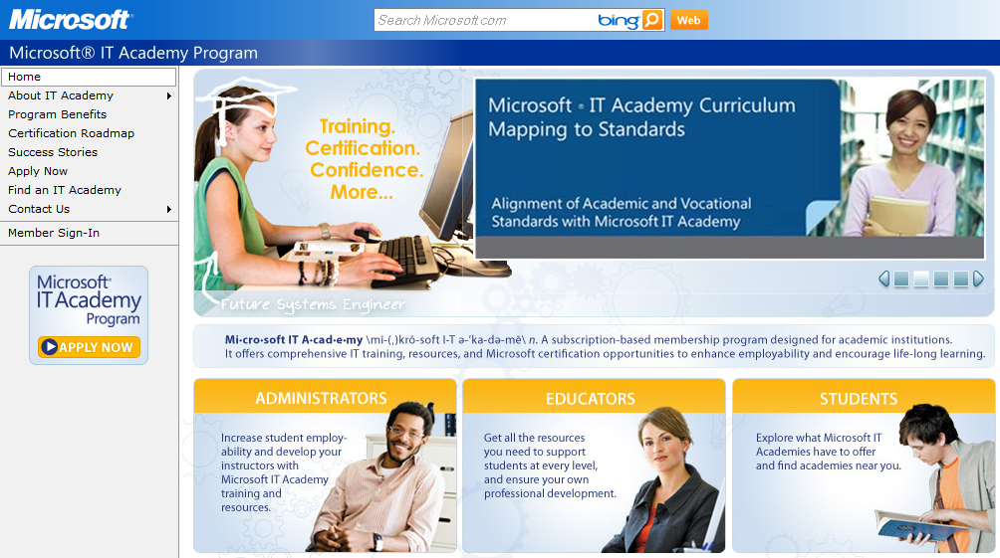 Microsoft®
Search Microsoft.com
bing
Web
Microsoft® IT Academy Program
Home
About IT Academy
Program Benefits
Certification Roadmap
Success Stories
Apply Now
Find an IT Academy
Contact Us
Member Sign-In
Microsoft®
IT Academy
Program
APPLY NOW
Training.
Certification.
Confidence.
More...
Future Systems Engineer
Microsoft • IT Academy Curriculum
Mapping to Standards
Alignment of Academic and Vocational
Standards with Microsoft IT Academy
Mi·cro·soft IT A·cad·e·my \mī-(ˌ)krō-soft I-T ə-ˈka-də-mē\ n. A subscription-based membership program designed for academic institutions.
It offers comprehensive IT training, resources, and Microsoft certification opportunities to enhance employability and encourage life-long learning.
ADMINISTRATORS
Increase student employ-
ability and develop your
instructors with
Microsoft IT Academy
training and
resources.
EDUCATORS
Get all the resources
you need to support
students at every level,
and ensure your own
professional development.
STUDENTS
Explore what Microsoft IT
Academies have to offer
and find academies near you.